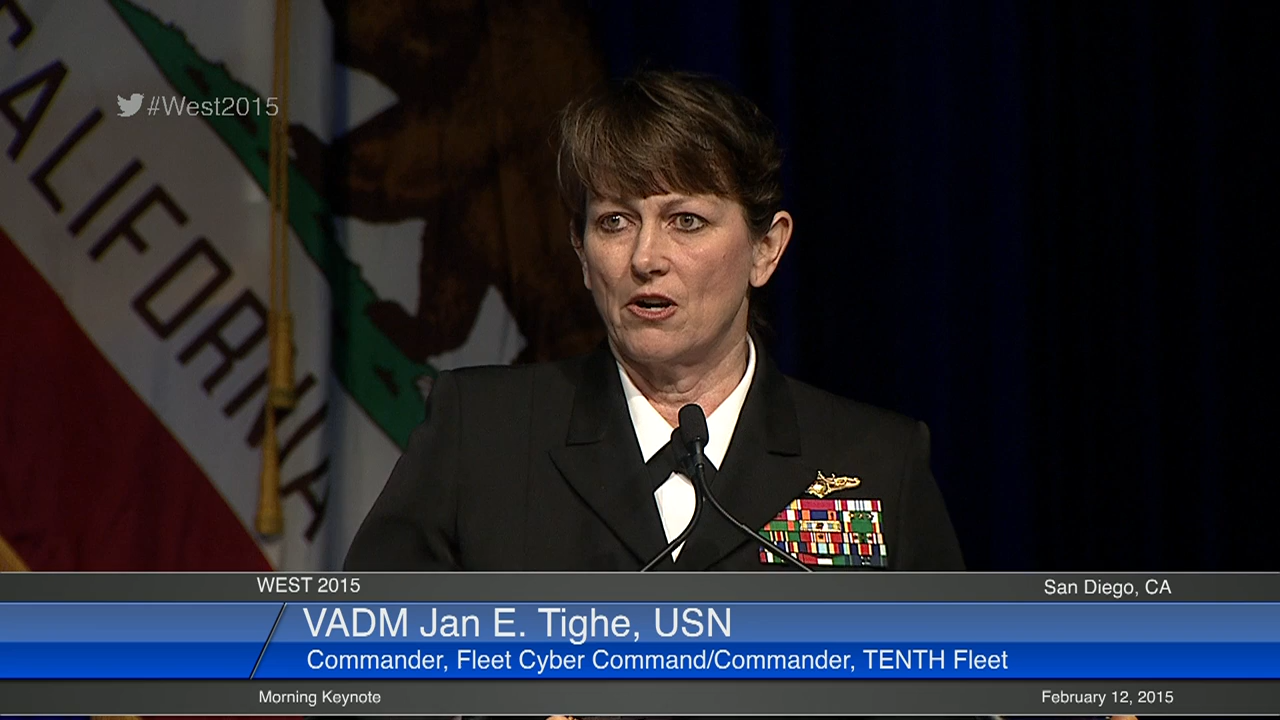 CALIFORNIA
#West2015
WEST 2015
San Diego, CA
VADM Jan E. Tighe, USN
Commander, Fleet Cyber Command/Commander, TENTH Fleet
Morning Keynote
February 12, 2015